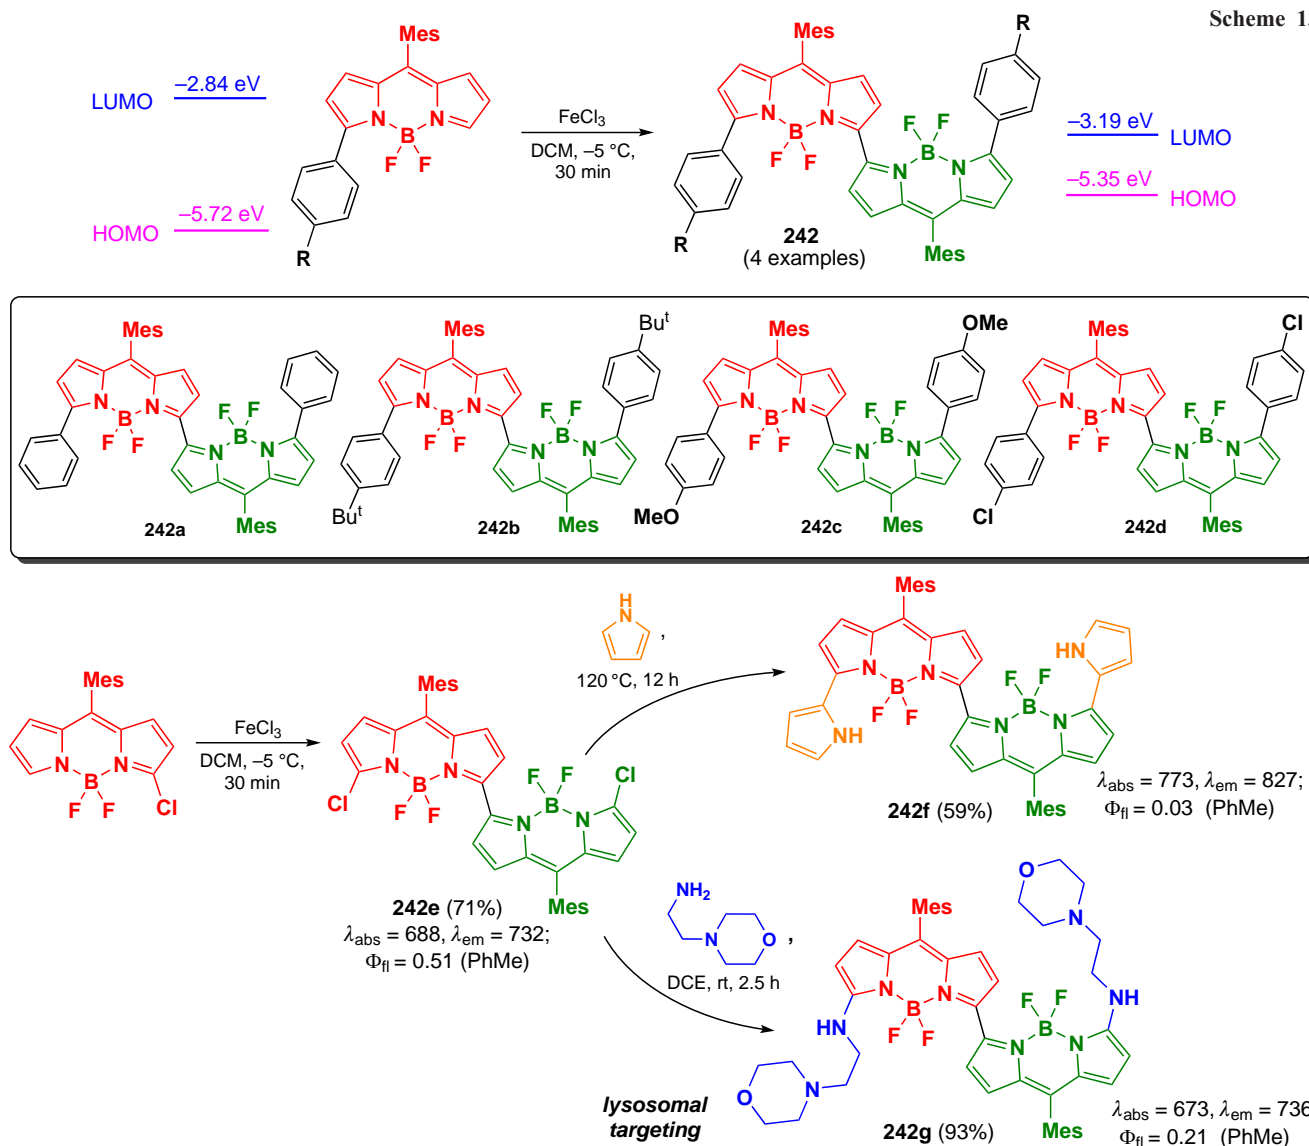 Scheme 1.
Mes
R
LUMO –2.84 eV
N N
B
F F
HOMO –5.72 eV
R
FeCl3
DCM, –5 °C,
30 min
Mes
N N
B
F F
F F
B
N N
R
242
(4 examples)
Mes
–3.19 eV
LUMO
–5.35 eV
HOMO
Mes
N N
B
F F
F F
B
N N
242a
Mes
Mes
Buᵗ
N N
B
F F
F F
B
N N
Buᵗ
242b
Mes
Mes
OMe
N N
B
F F
F F
B
N N
MeO
242c
Mes
Mes
Cl
N N
B
F F
F F
B
N N
Cl
242d
Mes
Mes
N N
B
F F
Cl
FeCl3
DCM, –5 °C,
30 min
Mes
N N
B
Cl
F F
F F
Cl
B
N N
Mes
242e (71%)
λabs = 688, λem = 732;
Φfl = 0.51 (PhMe)
H
N
,
120 °C, 12 h
Mes
N N
B
F F
NH
HN
F F
B
N N
Mes
242f (59%)
λabs = 773, λem = 827;
Φfl = 0.03 (PhMe)
NH2
N
O
,
DCE, rt, 2.5 h
Mes
N N
B
F F
HN
N
O
O
N
NH
F F
B
N N
Mes
lysosomal
targeting
242g (93%)
λabs = 673, λem = 736
Φfl = 0.21 (PhMe)